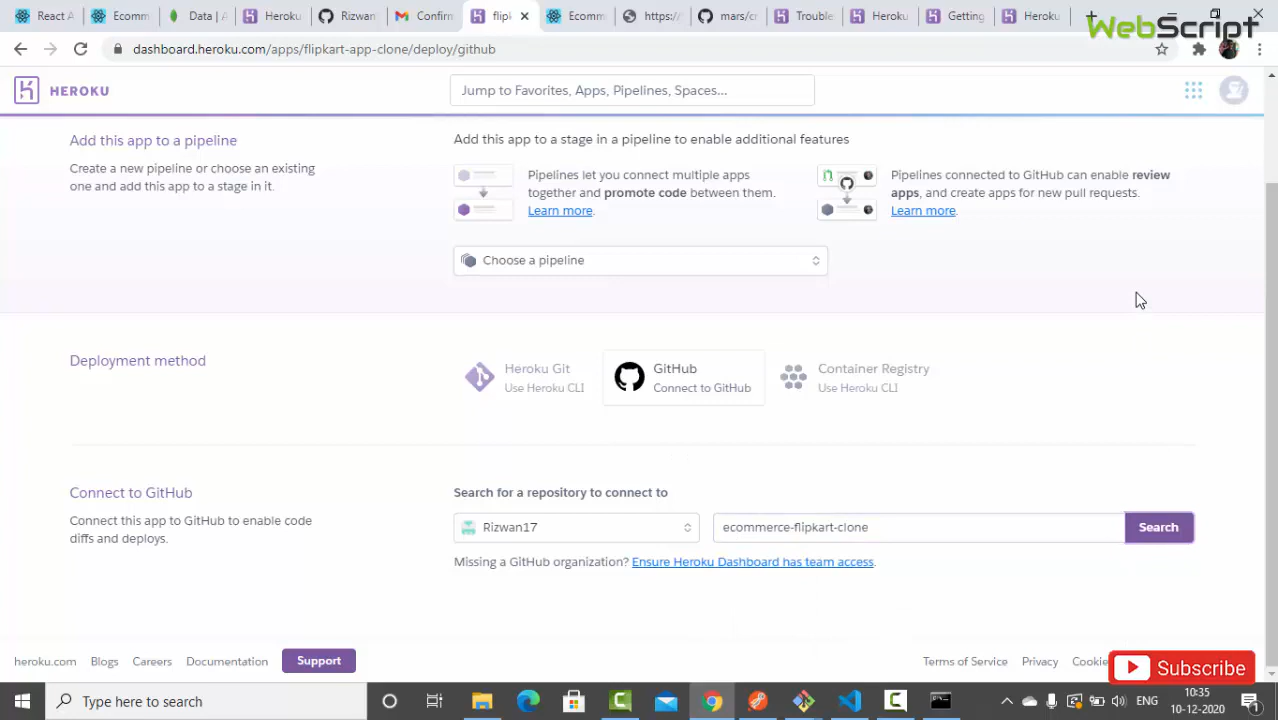 React A
Ecomm
Data | A
Heroku
Rizwan
Confirm
flipk
Ecomm
https:/
mars/cr
Trouble
Heroku
Getting
Heroku
WebScript
dashboard.heroku.com/apps/flipkart-app-clone/deploy/github
HEROKU
Jump to Favorites, Apps, Pipelines, Spaces...
Add this app to a pipeline
Create a new pipeline or choose an existing
one and add this app to a stage in it.
Add this app to a stage in a pipeline to enable additional features
Pipelines let you connect multiple apps
together and promote code between them.
Learn more.
Pipelines connected to GitHub can enable review
apps, and create apps for new pull requests.
Learn more.
Choose a pipeline
Deployment method
Heroku Git
Use Heroku CLI
GitHub
Connect to GitHub
Container Registry
Use Heroku CLI
Connect to GitHub
Connect this app to GitHub to enable code
diffs and deploys.
Search for a repository to connect to
Rizwan17
ecommerce-flipkart-clone
Search
Missing a GitHub organization? Ensure Heroku Dashboard has team access.
heroku.com
Blogs
Careers
Documentation
Support
Terms of Service
Privacy
Cookie
Subscribe
Type here to search
ENG
10:35
10-12-2020